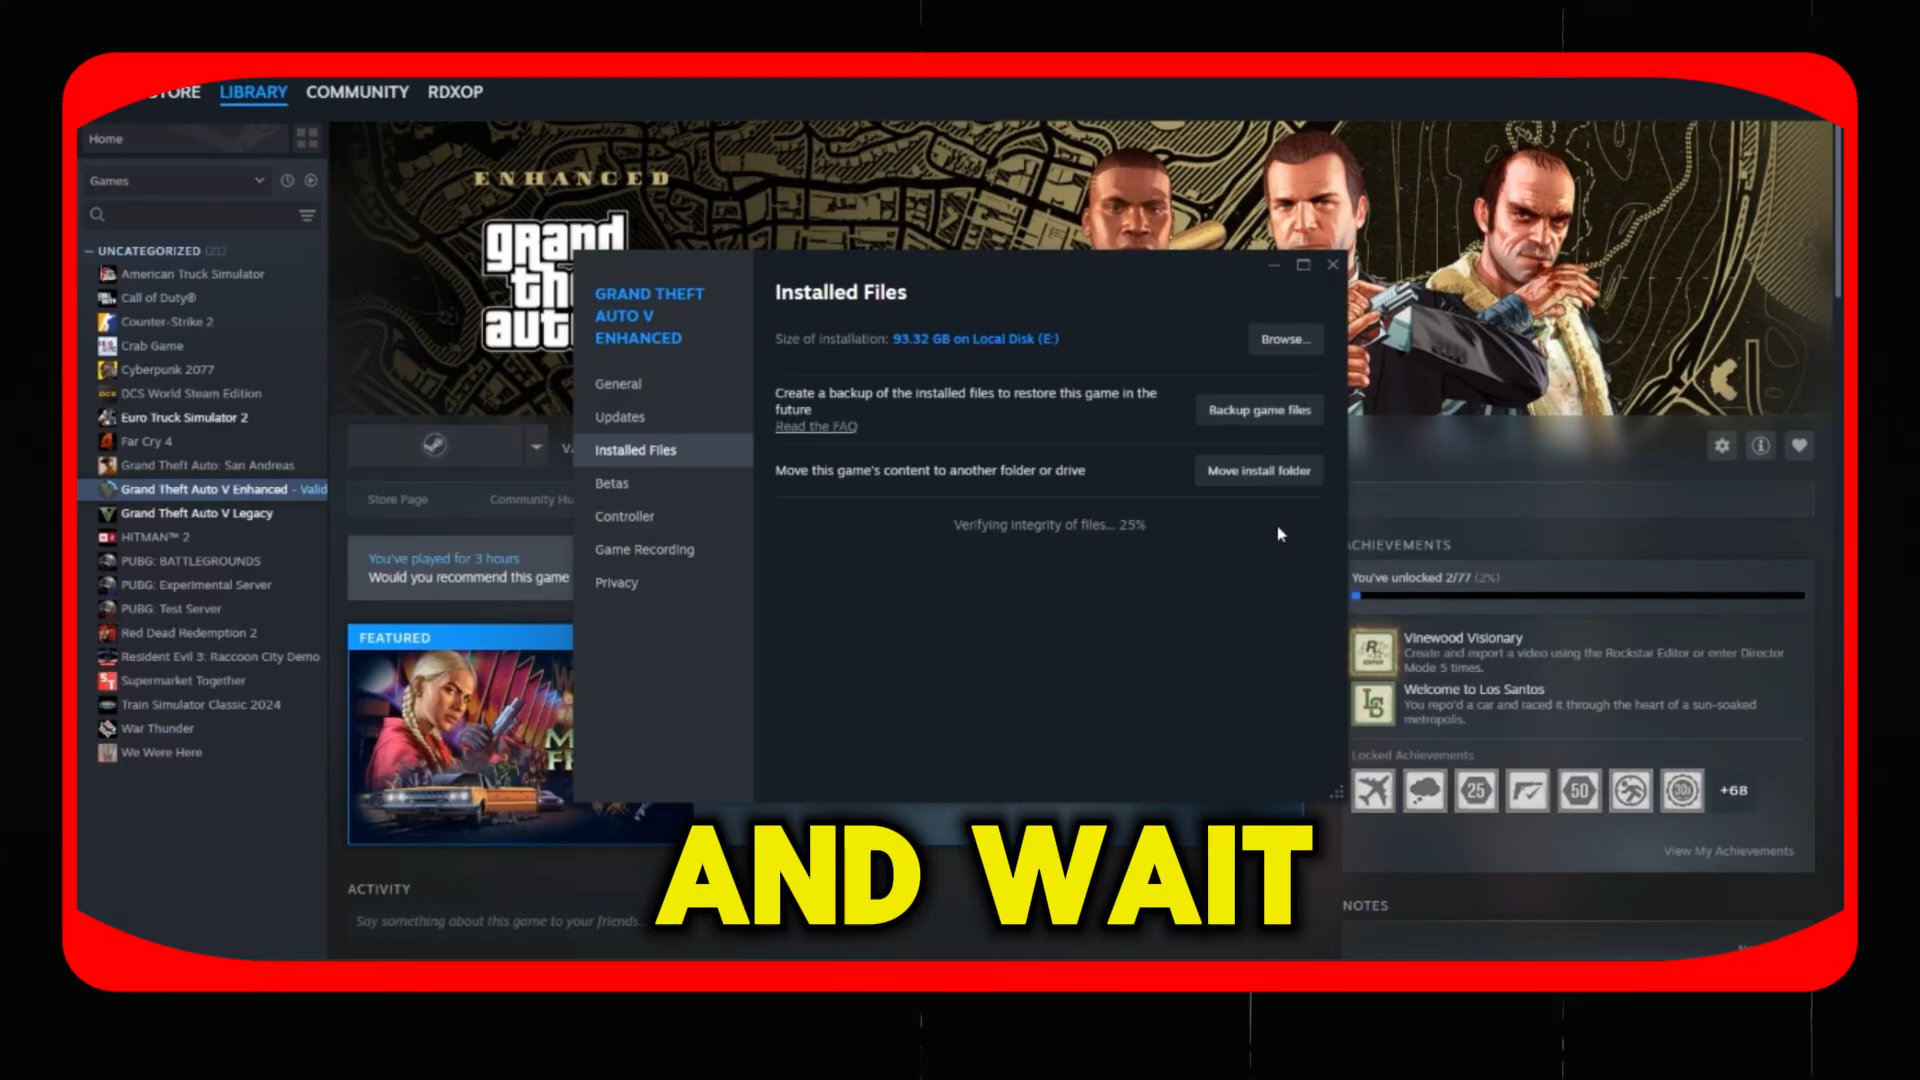 STORE LIBRARY COMMUNITY RDXOP
Home
Games
UNCATEGORIZED (21)
American Truck Simulator
Call of Duty®
Counter-Strike 2
Crab Game
Cyberpunk 2077
DCS World Steam Edition
Euro Truck Simulator 2
Far Cry 4
Grand Theft Auto: San Andreas
Grand Theft Auto V Enhanced - Valid
Grand Theft Auto V Legacy
HITMAN™ 2
PUBG: BATTLEGROUNDS
PUBG: Experimental Server
PUBG: Test Server
Red Dead Redemption 2
Resident Evil 3: Raccoon City Demo
Supermarket Together
Train Simulator Classic 2024
War Thunder
We Were Here
ENHANCED
grand
the
auto
Store Page
Community Hu
You've played for 3 hours
Would you recommend this game
FEATURED
ACTIVITY
Say something about this game to your friends...
GRAND THEFT
AUTO V
ENHANCED
General
Updates
Installed Files
Betas
Controller
Game Recording
Privacy
Installed Files
Size of installation: 93.32 GB on Local Disk (E:)
Browse...
Create a backup of the installed files to restore this game in the
future
Read the FAQ
Backup game files
Move this game's content to another folder or drive
Move install folder
Verifying integrity of files... 25%
ACHIEVEMENTS
You've unlocked 2/77 (2%)
R*
EDITOR
Vinewood Visionary
Create and export a video using the Rockstar Editor or enter Director
Mode 5 times.
LS
Welcome to Los Santos
You repo'd a car and raced it through the heart of a sun-soaked
metropolis.
Locked Achievements
25
50
30x
+68
View My Achievements
NOTES
AND WAIT